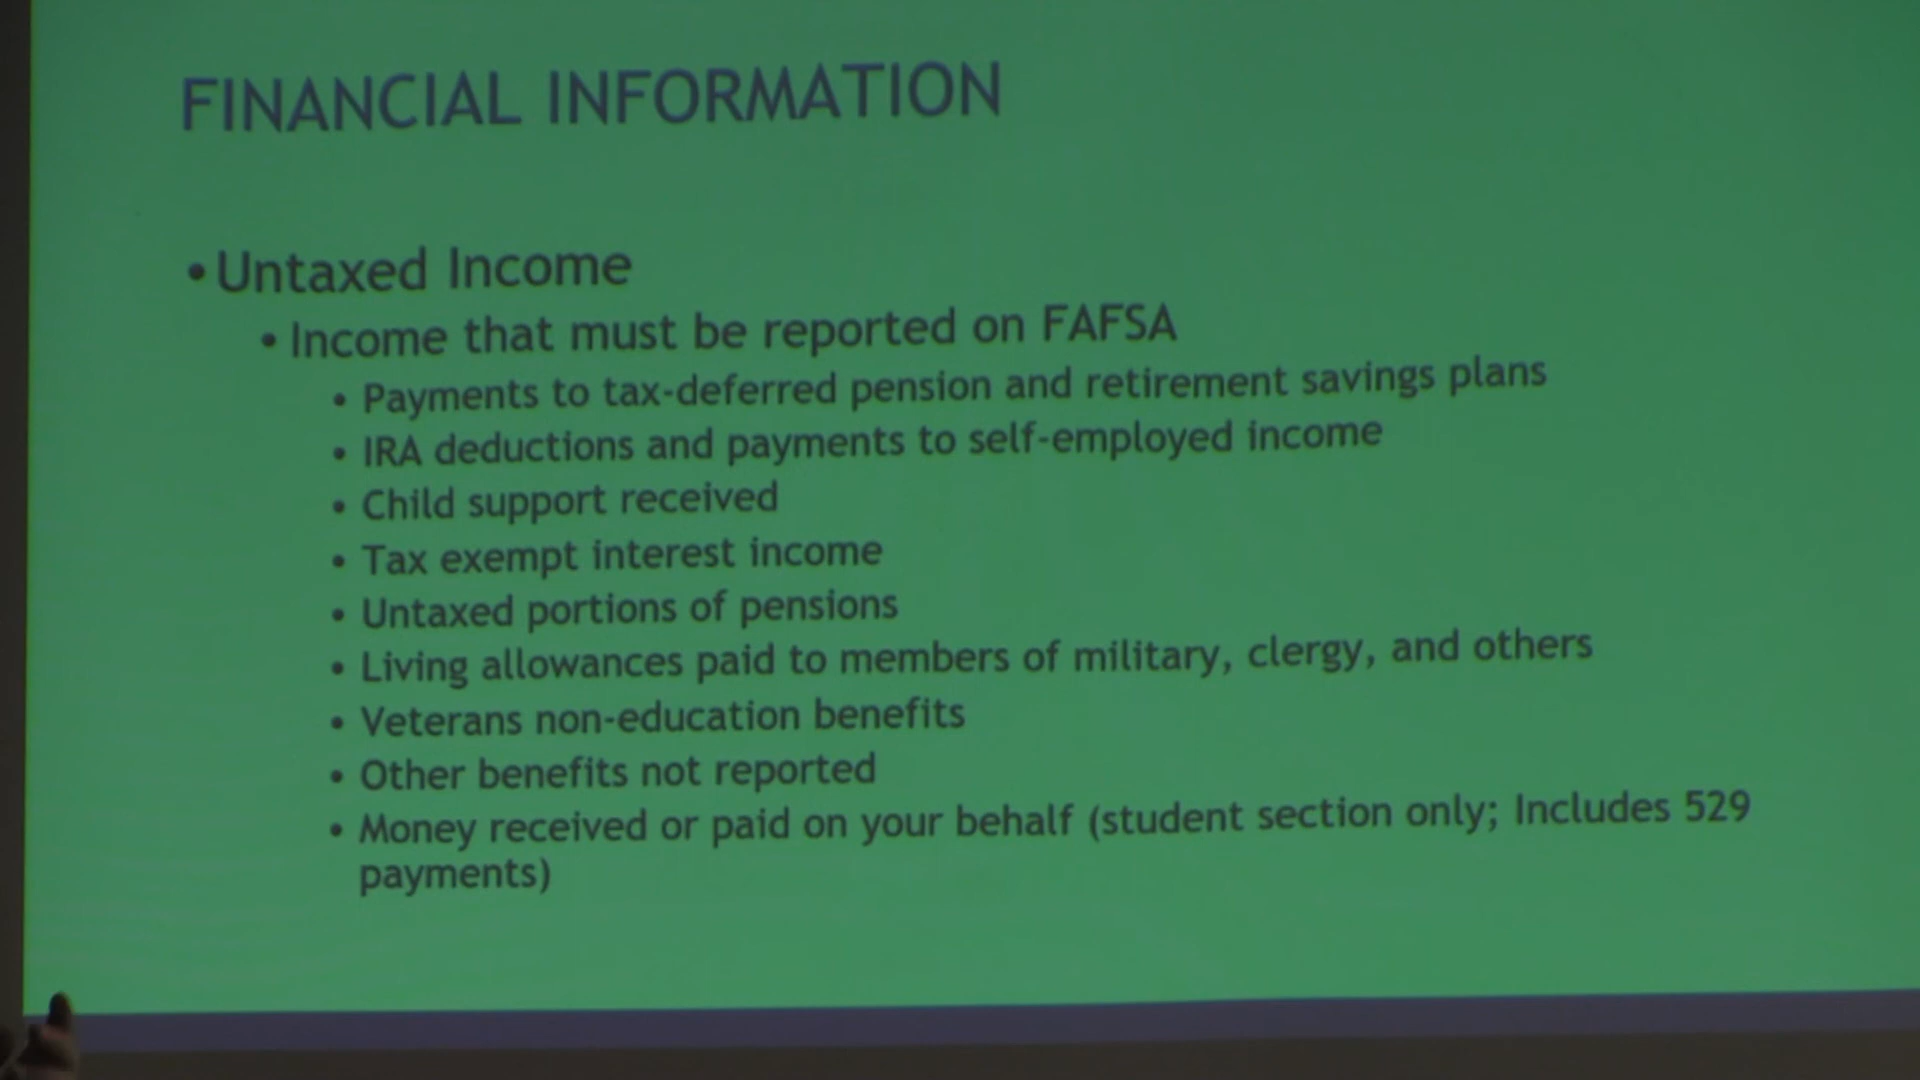 FINANCIAL INFORMATION
• Untaxed Income
• Income that must be reported on FAFSA
• Payments to tax-deferred pension and retirement savings plans
• IRA deductions and payments to self-employed income
• Child support received
• Tax exempt interest income
• Untaxed portions of pensions
• Living allowances paid to members of military, clergy, and others
• Veterans non-education benefits
• Other benefits not reported
• Money received or paid on your behalf (student section only; Includes 529
payments)